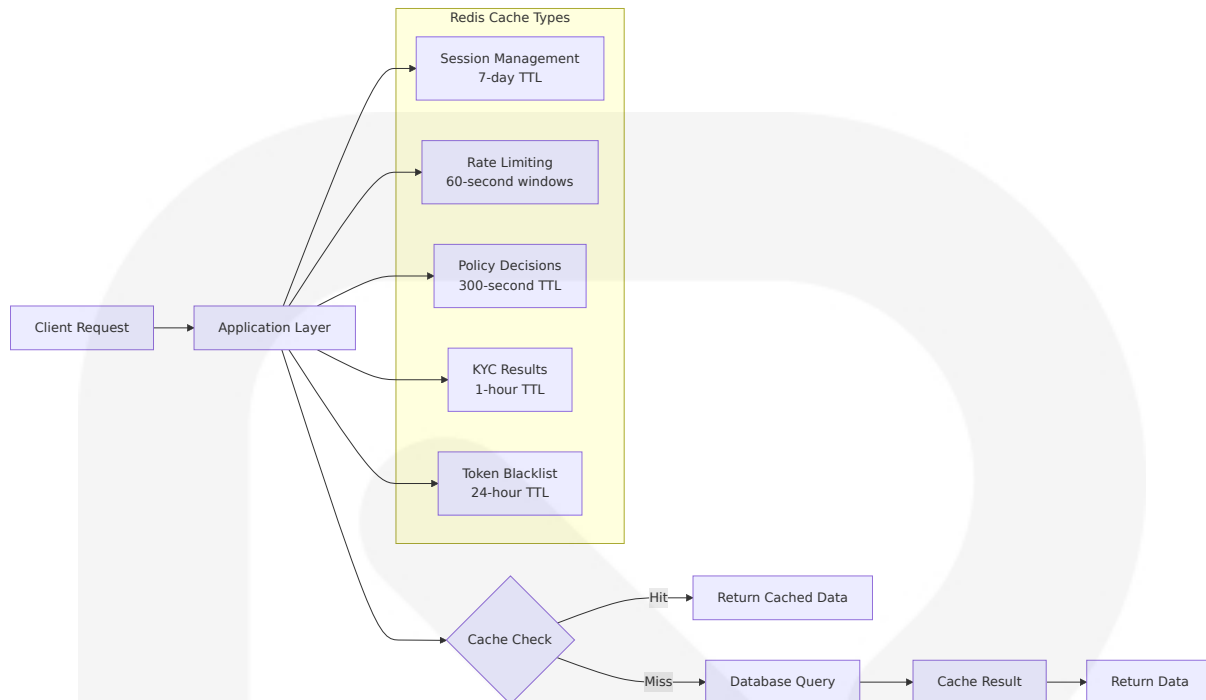 Redis Cache Types
Session Management
7-day TTL
Rate Limiting
60-second windows
Policy Decisions
300-second TTL
Client Request
Application Layer
KYC Results
1-hour TTL
Token Blacklist
24-hour TTL
Cache Check
Hit
Return Cached Data
Miss
Database Query
Cache Result
Return Data